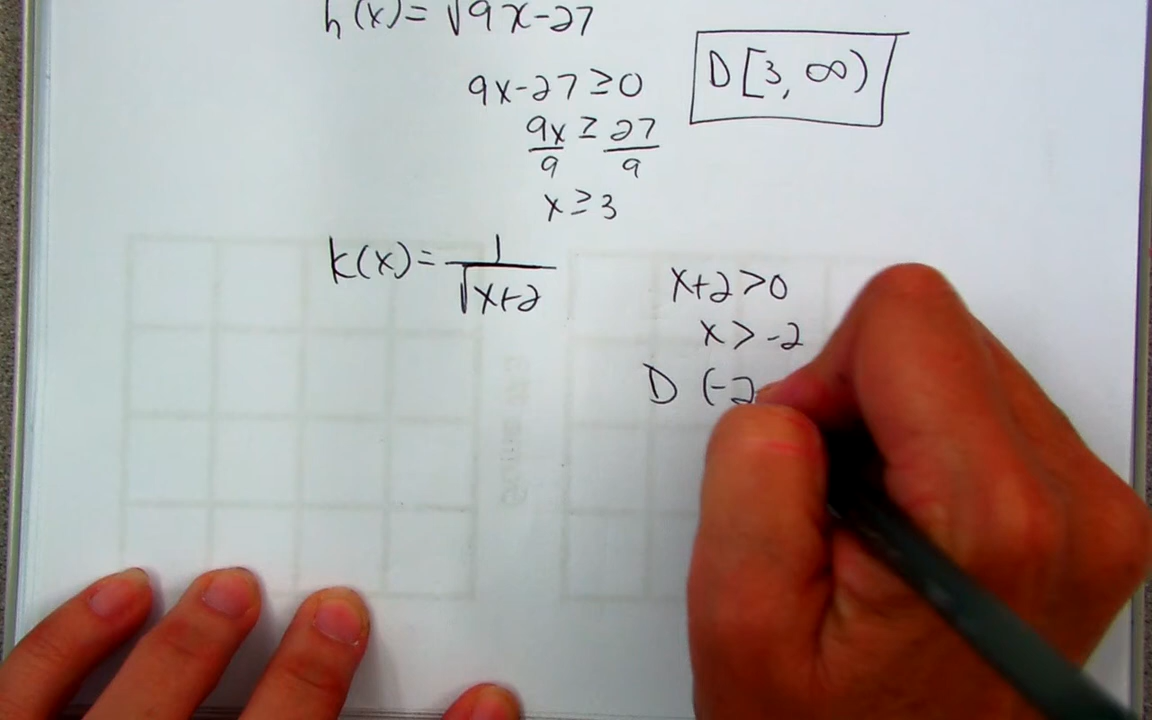 h(x)=√9x-27
9x-27≥0
D[3,∞)
9x ≥ 27
9 9
x≥3
k(x)=1/√x+2
x+2>0
x>-2
D (-2